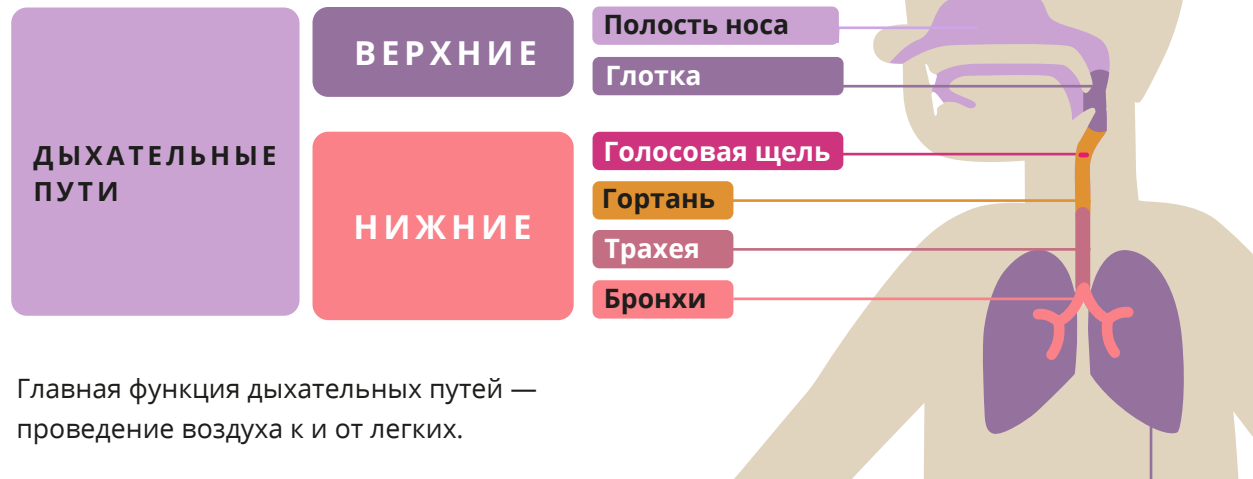 ДЫХАТЕЛЬНЫЕ
ПУТИ
ВЕРХНИЕ
НИЖНИЕ
Полость носа
Глотка
Голосовая щель
Гортань
Трахея
Бронхи
Главная функция дыхательных путей —
проведение воздуха к и от легких.